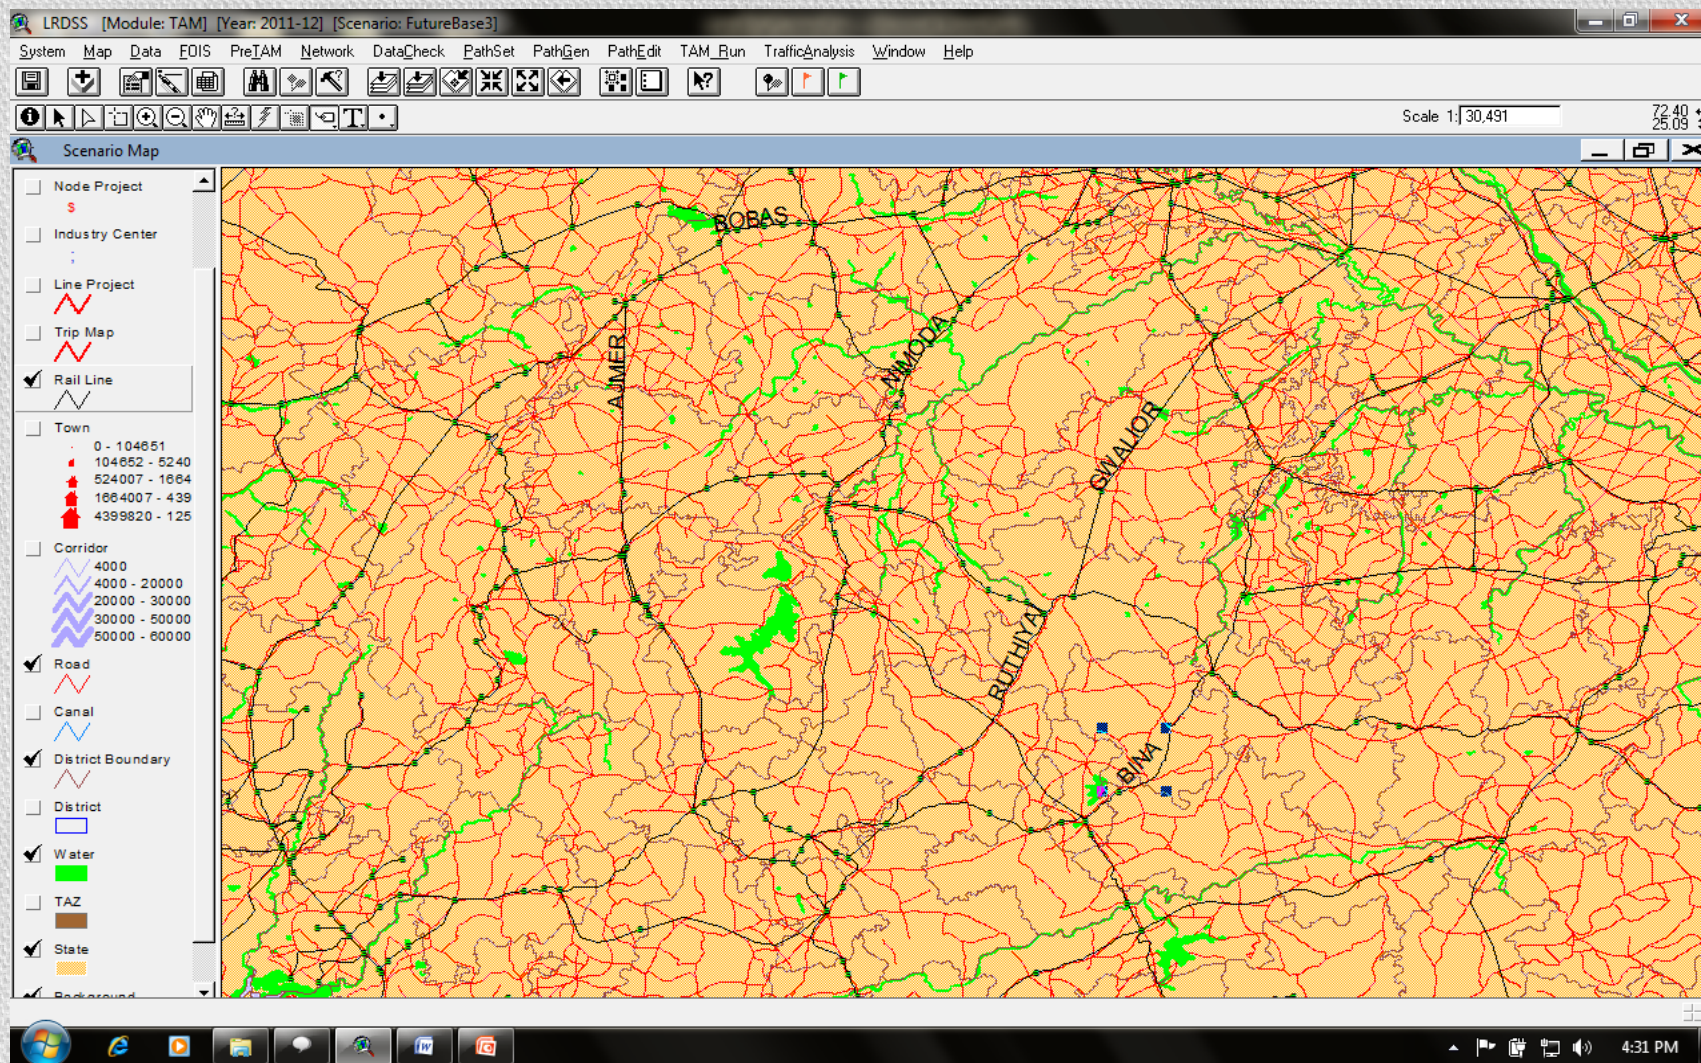 LRDSS [Module: TAM] [Year: 2011-12] [Scenario: FutureBase3]
System Map Data FOIS PreTAM Network DataCheck PathSet PathGen PathEdit TAM_Run TrafficAnalysis Window Help
Scale 1: 30,491
72.40
25.09
Scenario Map
Node Project
S
Industry Center
;
Line Project
Trip Map
Rail Line
Town
0 - 104651
104652 - 5240
524007 - 1664
1664007 - 439
4399820 - 125
Corridor
4000
4000 - 20000
20000 - 30000
30000 - 50000
50000 - 60000
Road
Canal
District Boundary
District
Water
TAZ
State
Background
BOBAS
AJMER
NIMODA
GWALIOR
RUTHIYAI
BINA
4:31 PM